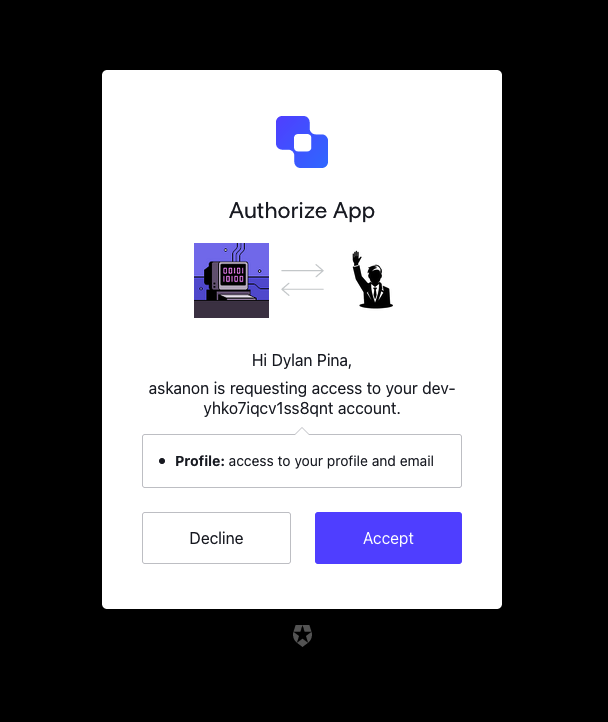 Authorize App
00101
10100
Hi Dylan Pina,
askanon is requesting access to your dev-
yhko7iqcv1ss8qnt account.
Profile: access to your profile and email
Decline
Accept